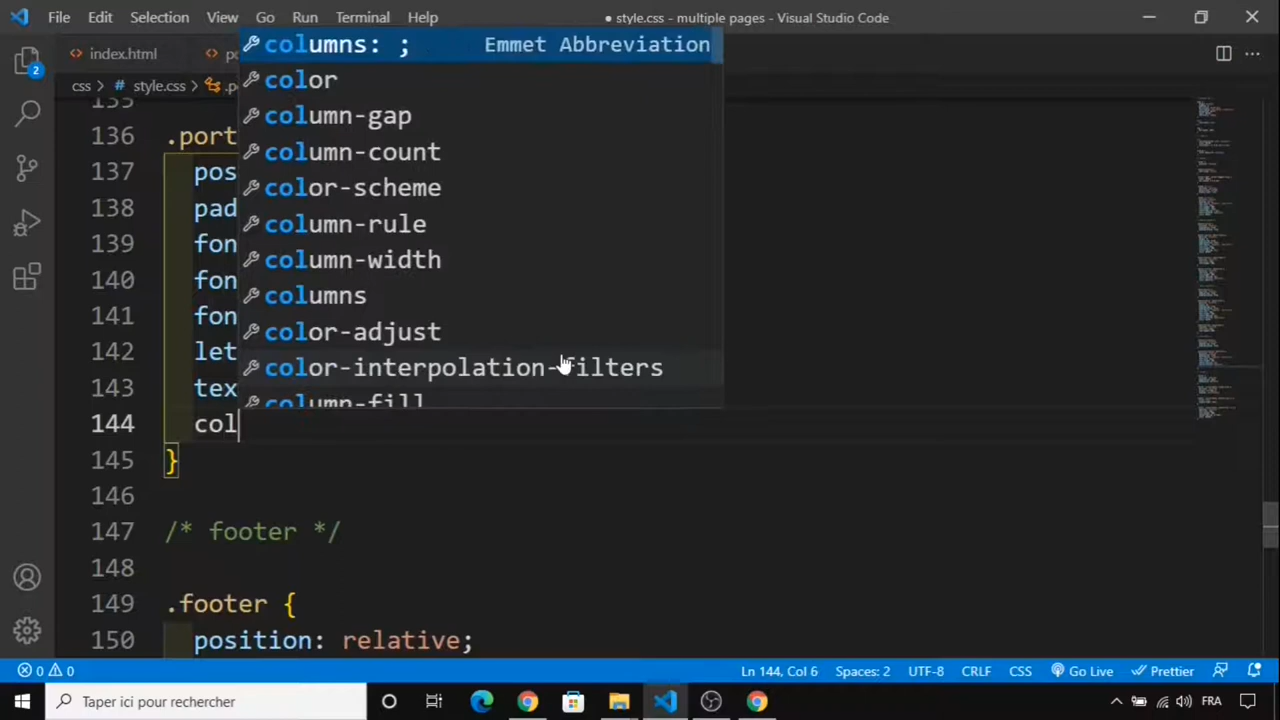 File Edit Selection View Go Run Terminal Help
● style.css - multiple pages - Visual Studio Code
index.html
css > # style.css >
columns: ; Emmet Abbreviation
color
column-gap
column-count
color-scheme
column-rule
column-width
columns
color-adjust
color-interpolation-filters
column-fill
2
135
136 .port
137 pos
138 pad
139 fon
140 fon
141 fon
142 let
143 tex
144 col
145 }
146
147 /* footer */
148
149 .footer {
150 position: relative;
0 0
Ln 144, Col 6 Spaces: 2 UTF-8 CRLF CSS Go Live Prettier
Taper ici pour rechercher
FRA